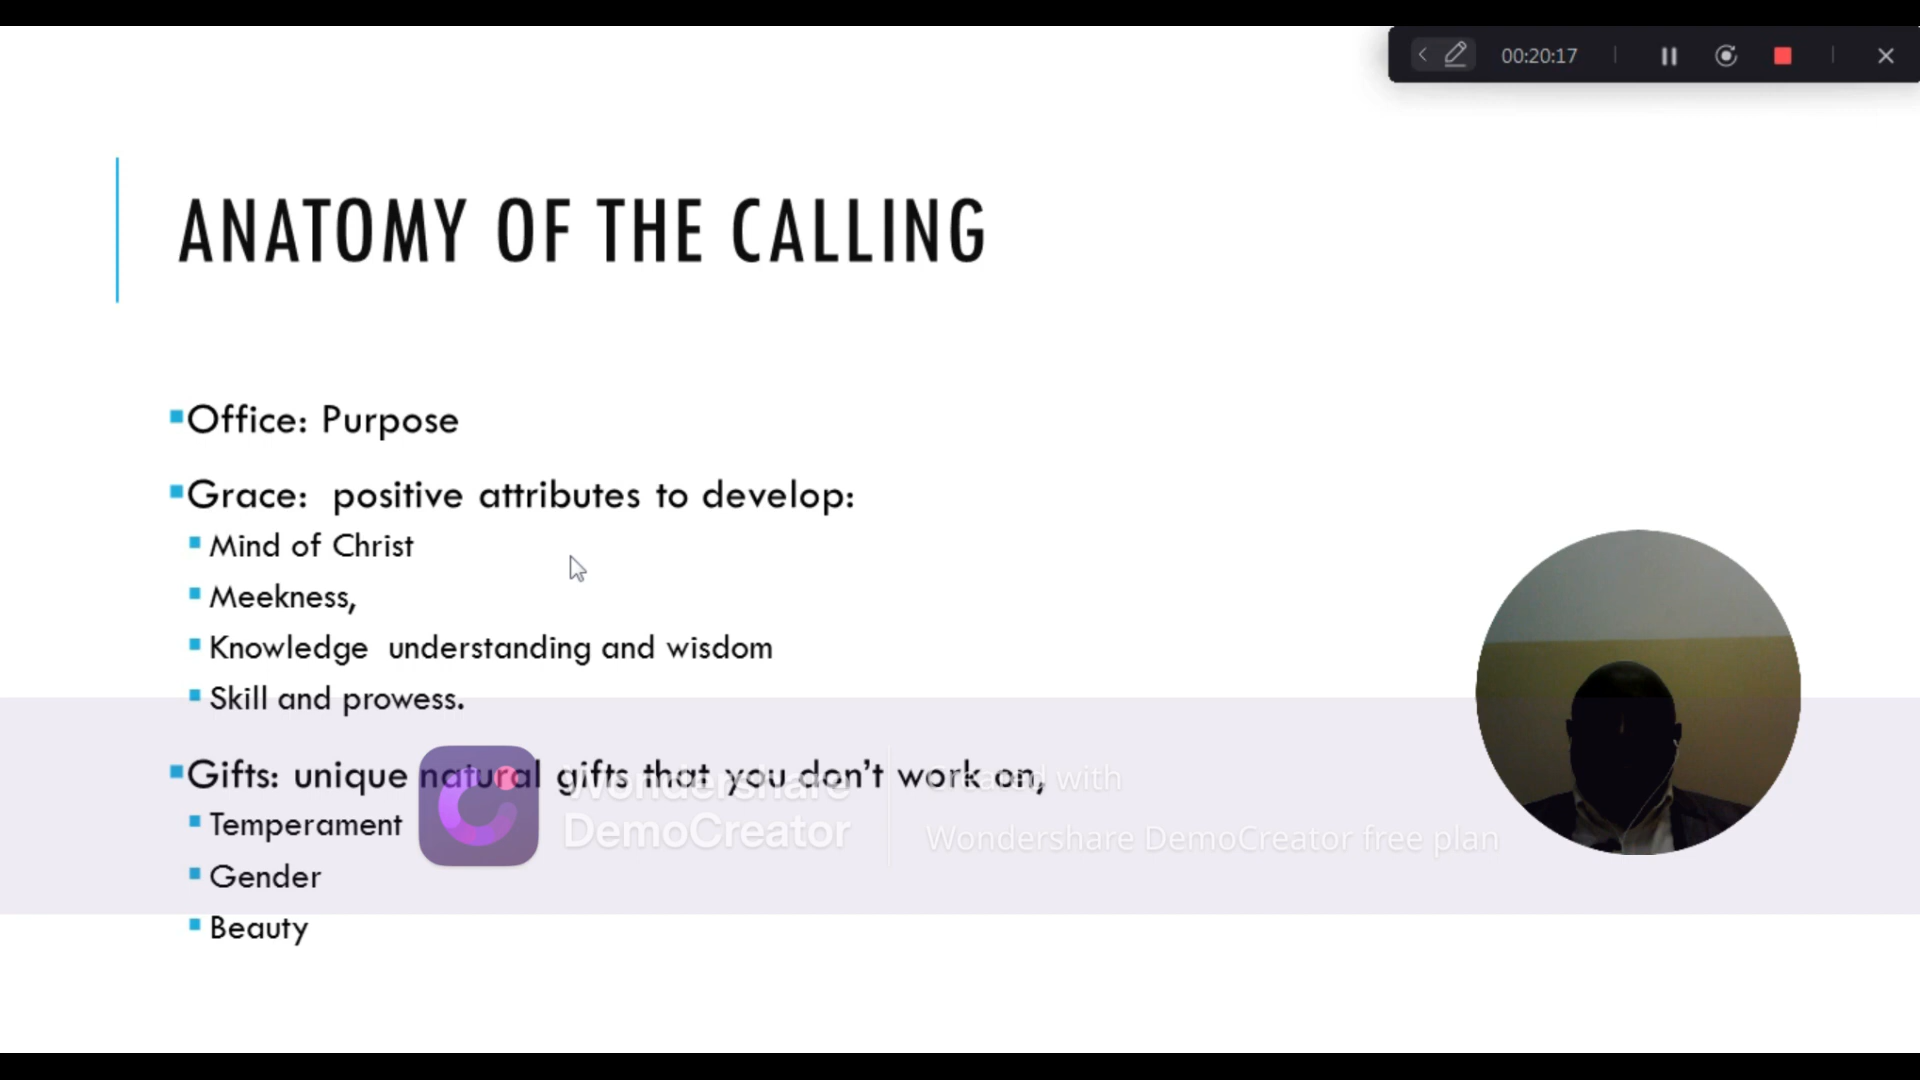 00:20:17
ANATOMY OF THE CALLING
Office: Purpose
Grace:  positive attributes to develop:
Mind of Christ
Meekness,
Knowledge  understanding and wisdom
Skill and prowess.
Gifts: unique natural gifts that you don't work on,
Temperament
Gender
Beauty
Wondershare
DemoCreator
Created with
Wondershare DemoCreator free plan